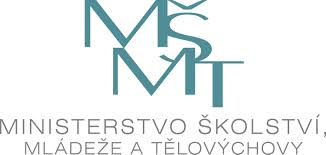 MŠ
MT
MINISTERSTVO ŠKOLSTVÍ,
MLÁDEŽE A TĚLOVÝCHOVY